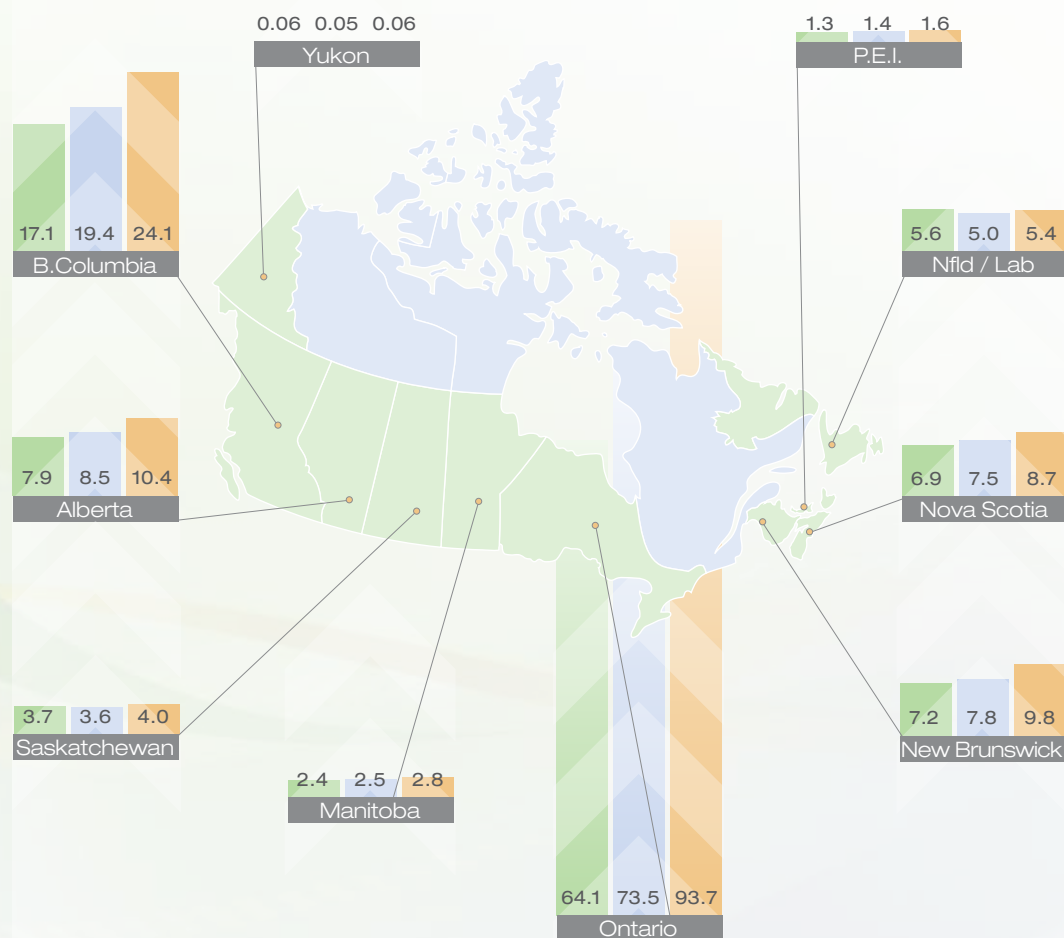 0.06 0.05 0.06
Yukon
1.3 1.4 1.6
P.E.I.
17.1 19.4 24.1
B.Columbia
5.6 5.0 5.4
Nfld / Lab
7.9 8.5 10.4
Alberta
6.9 7.5 8.7
Nova Scotia
3.7 3.6 4.0
Saskatchewan
7.2 7.8 9.8
New Brunswick
2.4 2.5 2.8
Manitoba
64.1 73.5 93.7
Ontario